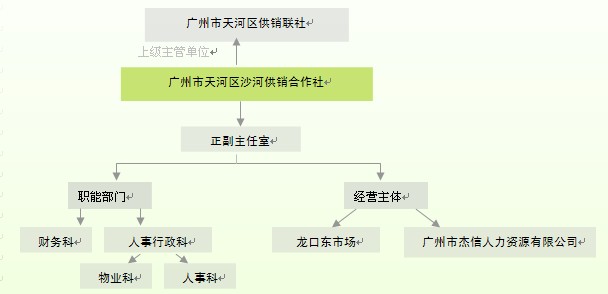 广州市天河区供销联社
上级主管单位
广州市天河区沙河供销合作社
正副主任室
职能部门
经营主体
财务科
人事行政科
龙口东市场
广州市杰信人力资源有限公司
物业科
人事科